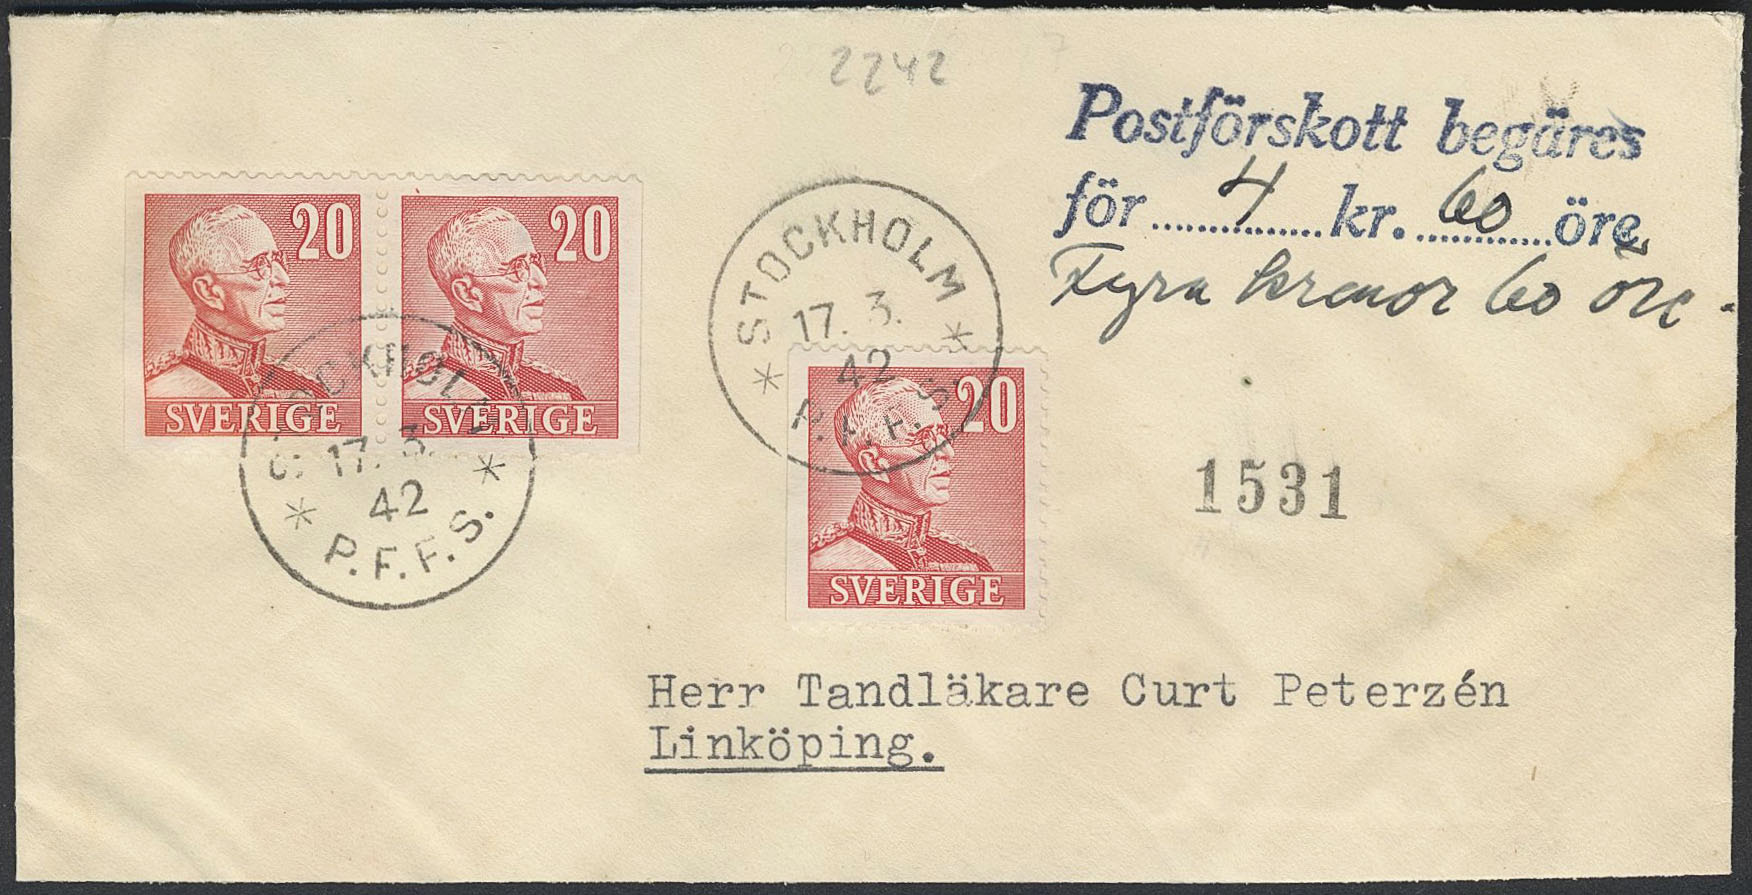 2242
Postförskott begäres
för 4 kr. 60 öre
Fyra kronor 60 öre
20
20
SVERIGE
SVERIGE
STOCKHOLM
17. 3.
42
P.F.F.S.
STOCKHOLM
17. 3.
42
P.F.F.S.
20
SVERIGE
1531
Herr Tandläkare Curt Peterzén
Linköping.